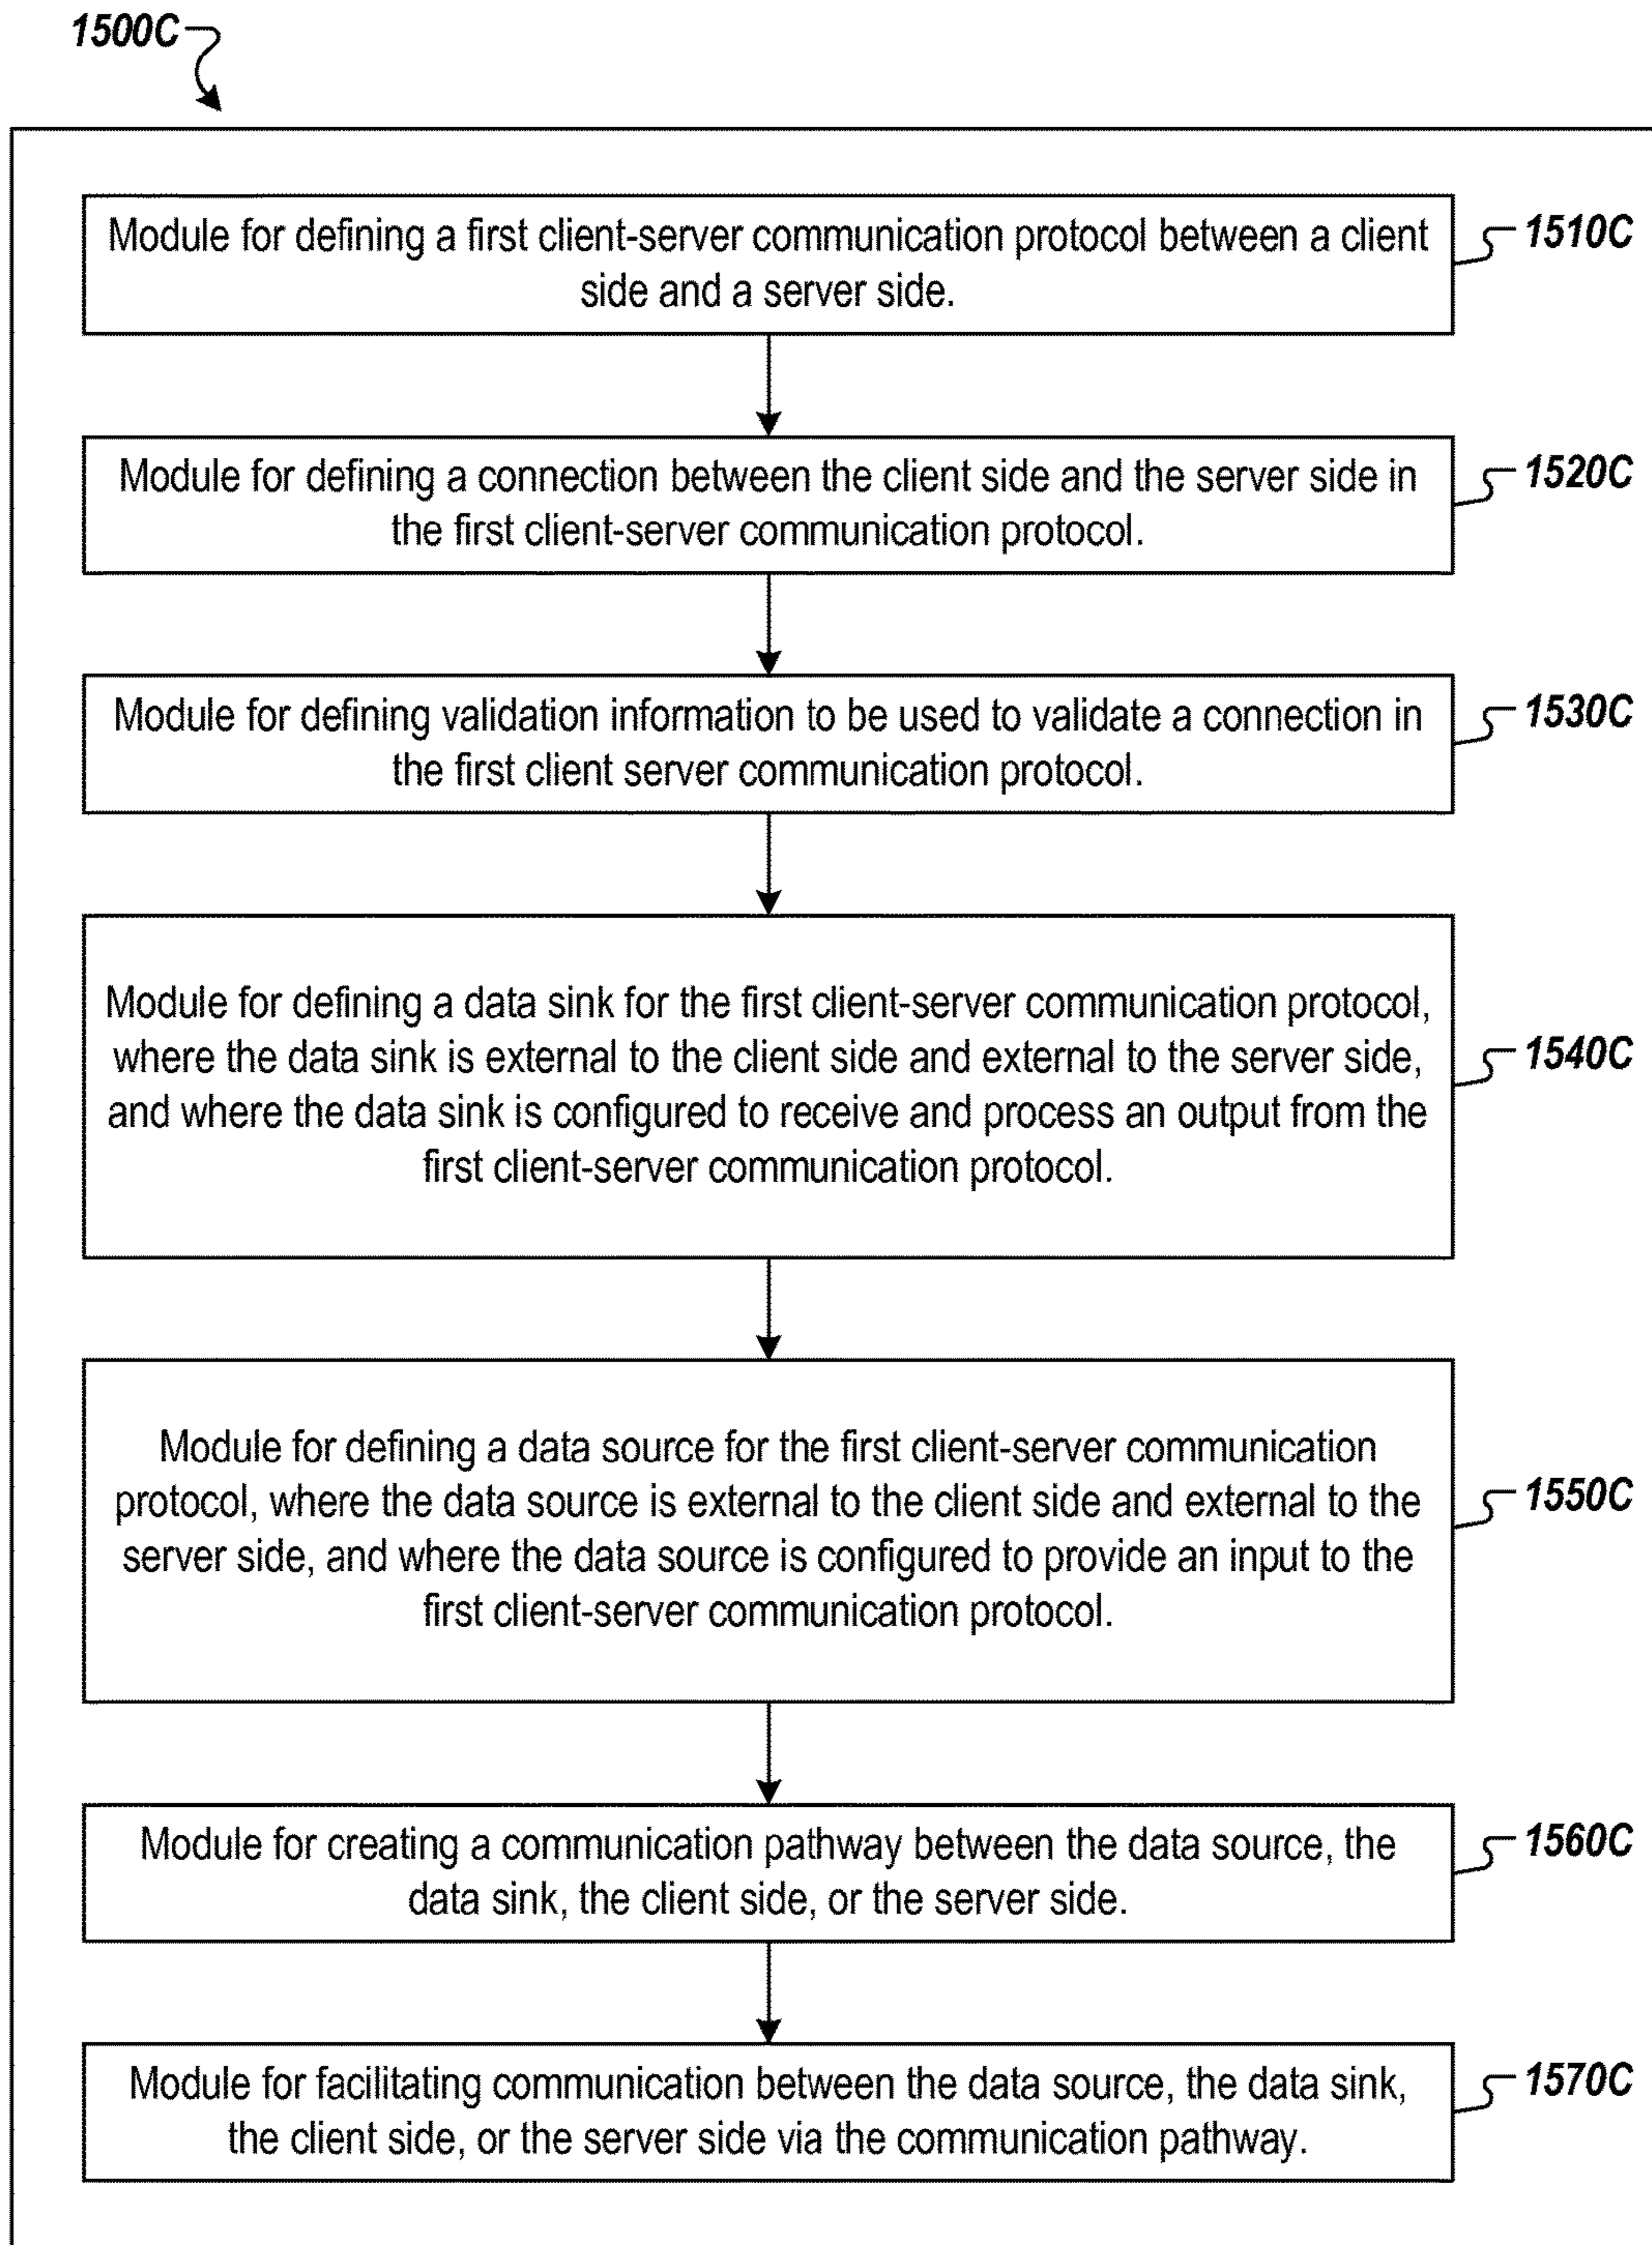 1500C
Module for defining a first client-server communication protocol between a client
side and a server side.
1510C
Module for defining a connection between the client side and the server side in
the first client-server communication protocol.
1520C
Module for defining validation information to be used to validate a connection in
the first client server communication protocol.
1530C
Module for defining a data sink for the first client-server communication protocol,
where the data sink is external to the client side and external to the server side,
and where the data sink is configured to receive and process an output from the
first client-server communication protocol.
1540C
Module for defining a data source for the first client-server communication
protocol, where the data source is external to the client side and external to the
server side, and where the data source is configured to provide an input to the
first client-server communication protocol.
1550C
Module for creating a communication pathway between the data source, the
data sink, the client side, or the server side.
1560C
Module for facilitating communication between the data source, the data sink,
the client side, or the server side via the communication pathway.
1570C